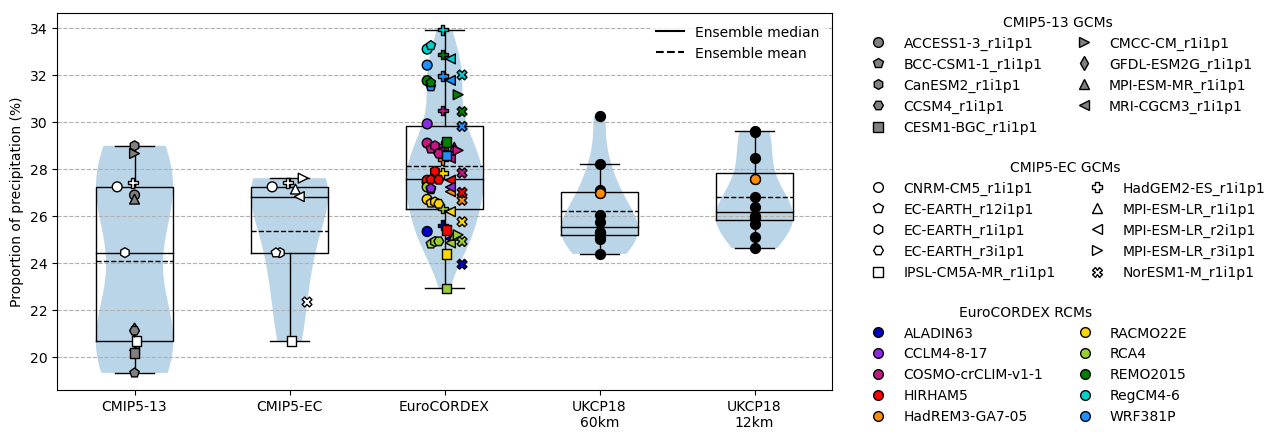 Proportion of precipitation (%)
34
32
30
28
26
24
22
20
Ensemble median
Ensemble mean
CMIP5-13
CMIP5-EC
EuroCORDEX
UKCP18
60km
UKCP18
12km
CMIP5-13 GCMs
ACCESS1-3_r1i1p1
BCC-CSM1-1_r1i1p1
CanESM2_r1i1p1
CCSM4_r1i1p1
CESM1-BGC_r1i1p1
CMCC-CM_r1i1p1
GFDL-ESM2G_r1i1p1
MPI-ESM-MR_r1i1p1
MRI-CGCM3_r1i1p1
CMIP5-EC GCMs
CNRM-CM5_r1i1p1
EC-EARTH_r12i1p1
EC-EARTH_r1i1p1
EC-EARTH_r3i1p1
IPSL-CM5A-MR_r1i1p1
HadGEM2-ES_r1i1p1
MPI-ESM-LR_r1i1p1
MPI-ESM-LR_r2i1p1
MPI-ESM-LR_r3i1p1
NorESM1-M_r1i1p1
EuroCORDEX RCMs
ALADIN63
CCLM4-8-17
COSMO-crCLIM-v1-1
HIRHAM5
HadREM3-GA7-05
RACMO22E
RCA4
REMO2015
RegCM4-6
WRF381P